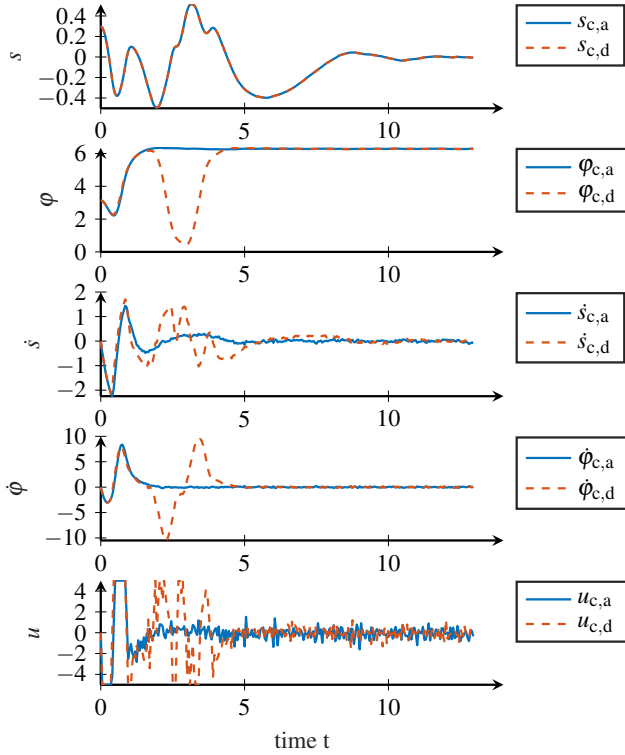 0.4
0.2
0
−0.2
−0.4
s
0 5 10
s_c,a
s_c,d
6
4
2
0
φ
0 5 10
φ_c,a
φ_c,d
2
1
0
−1
−2
ṡ
0 5 10
ṡ_c,a
ṡ_c,d
10
5
0
−5
−10
φ̇
0 5 10
φ̇_c,a
φ̇_c,d
4
2
0
−2
−4
u
0 5 10
u_c,a
u_c,d
time t